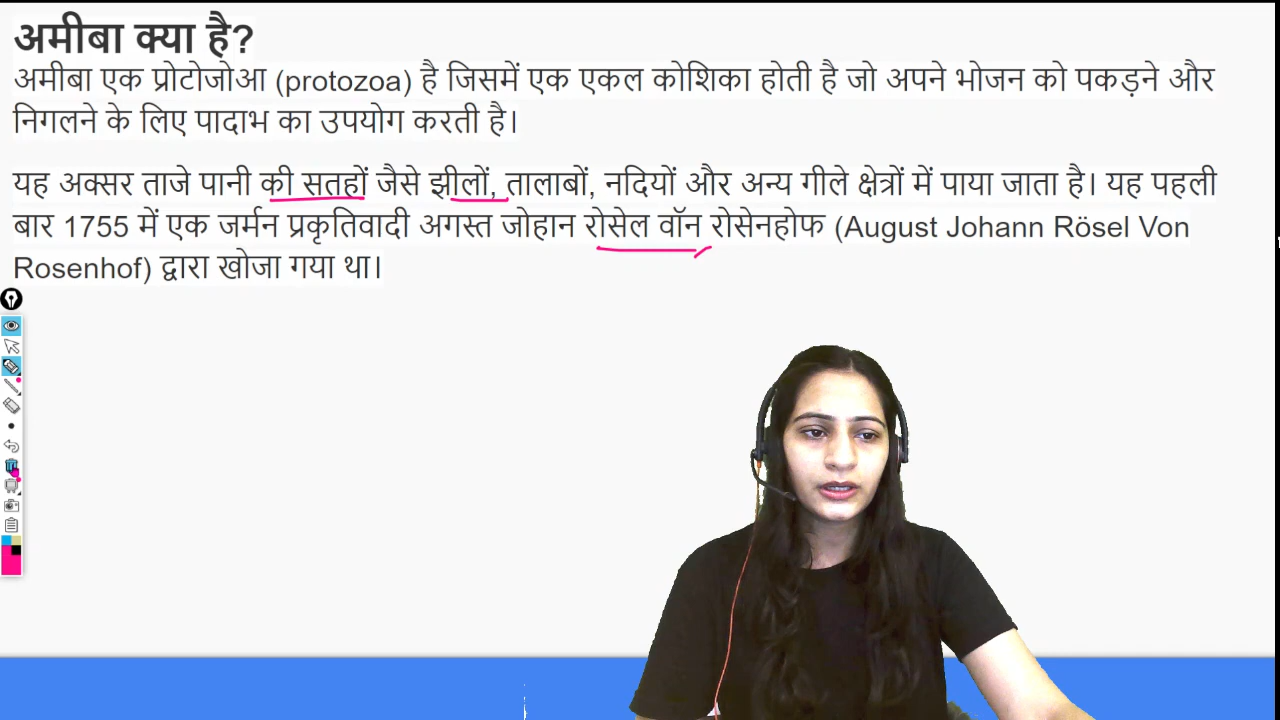 अमीबा क्या है?
अमीबा एक प्रोटोजोआ (protozoa) है जिसमें एक एकल कोशिका होती है जो अपने भोजन को पकड़ने और
निगलने के लिए पादाभ का उपयोग करती है।
यह अक्सर ताजे पानी की सतहों जैसे झीलों, तालाबों, नदियों और अन्य गीले क्षेत्रों में पाया जाता है। यह पहली
बार 1755 में एक जर्मन प्रकृतिवादी अगस्त जोहान रोसेल वॉन रोसेनहोफ (August Johann Rösel Von
Rosenhof) द्वारा खोजा गया था।